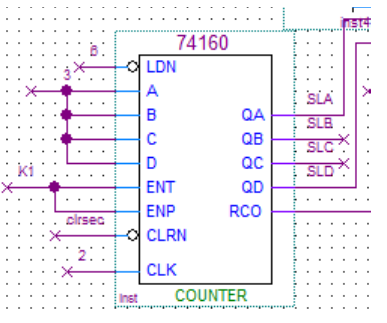 inst4
74160
6
LDN
3
A
B
QA
SLA
C
QB
SLB
D
QC
SLC
K1
ENT
QD
SLD
ENP
RCO
clrsec
CLRN
2
CLK
inst
COUNTER